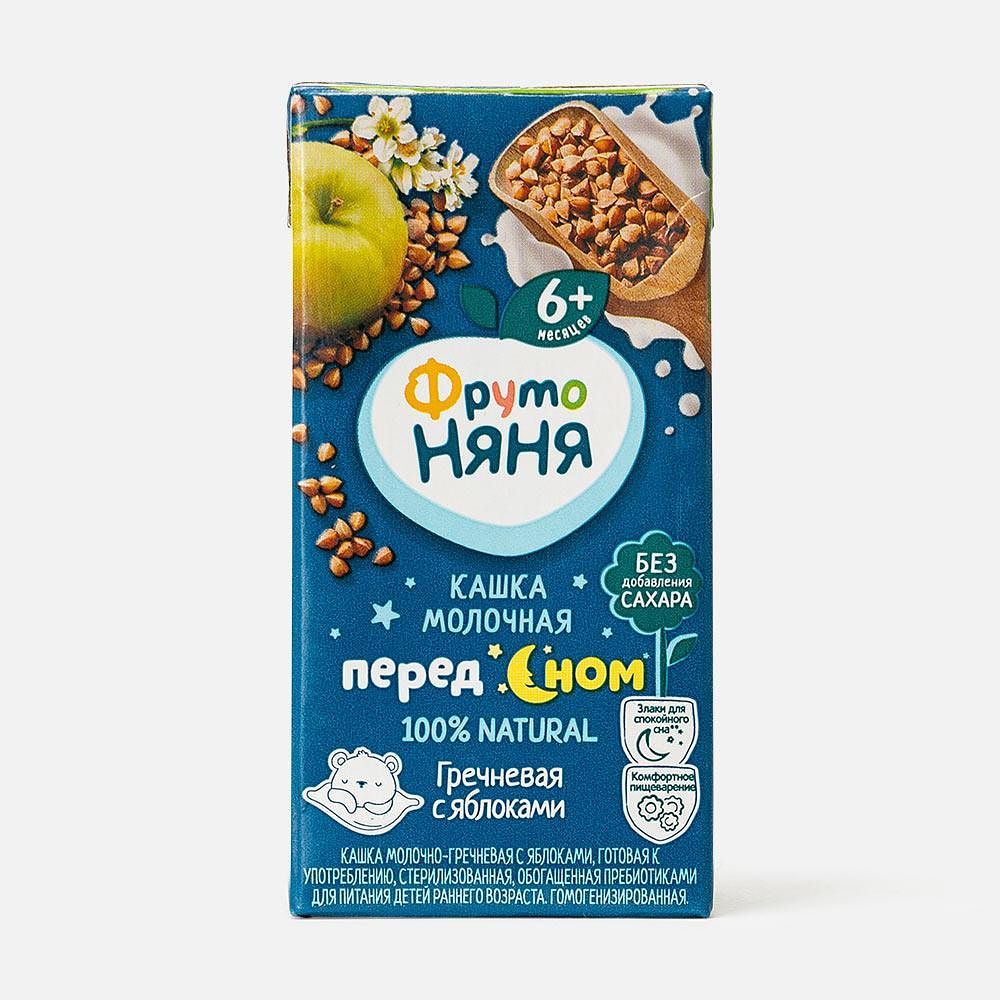 6+
месяцев
Фруто
НЯНЯ
БЕЗ
добавления
САХАРА
КАШКА
МОЛОЧНАЯ
перед Сном
100% NATURAL
Злаки для
спокойного
сна**
Комфортное
пищеварение
Гречневая
с яблоками
КАШКА МОЛОЧНО-ГРЕЧНЕВАЯ С ЯБЛОКАМИ, ГОТОВАЯ К
УПОТРЕБЛЕНИЮ, СТЕРИЛИЗОВАННАЯ, ОБОГАЩЕННАЯ ПРЕБИОТИКАМИ
ДЛЯ ПИТАНИЯ ДЕТЕЙ РАННЕГО ВОЗРАСТА. ГОМОГЕНИЗИРОВАННАЯ.